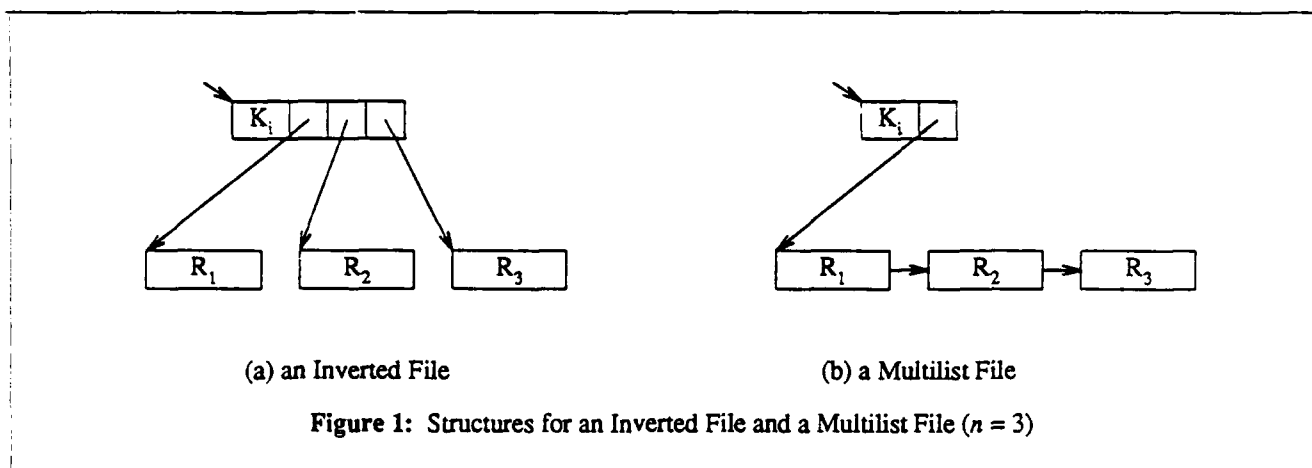 K_i
K_i
R_1 R_2 R_3
R_1 R_2 R_3
(a) an Inverted File
(b) a Multilist File
Figure 1: Structures for an Inverted File and a Multilist File (n = 3)